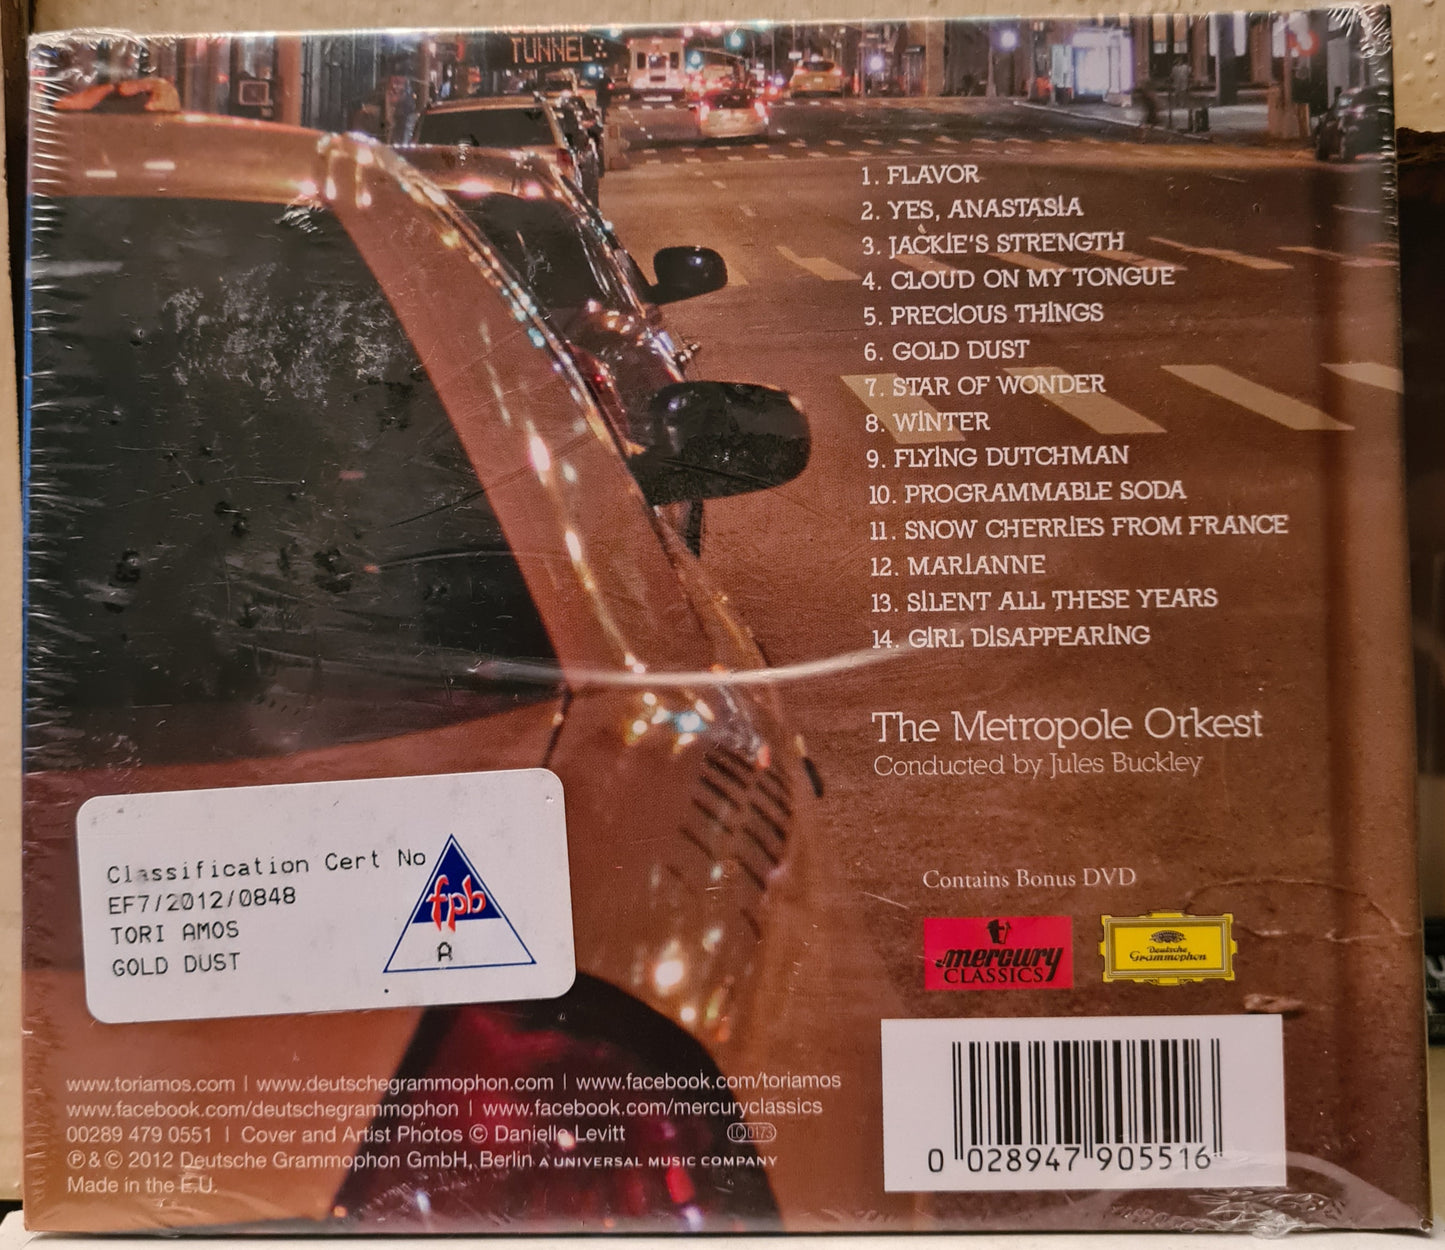 TUNNEL
1. FLAVOR
2. YES, ANASTASIA
3. JACKIE'S STRENGTH
4. CLOUD ON MY TONGUE
5. PRECIOUS THINGS
6. GOLD DUST
7. STAR OF WONDER
8. WINTER
9. FLYING DUTCHMAN
10. PROGRAMMABLE SODA
11. SNOW CHERRIES FROM FRANCE
12. MARIANNE
13. SILENT ALL THESE YEARS
14. GIRL DISAPPEARING
The Metropole Orkest
Conducted by Jules Buckley
Classification Cert No
EF7/2012/0848
TORI AMOS
GOLD DUST
fpb
A
Contains Bonus DVD
mercury
CLASSICS
Deutsche
Grammophon
www.toriamos.com | www.deutschegrammophon.com | www.facebook.com/toriamos
www.facebook.com/deutschegrammophon | www.facebook.com/mercuryclassics
00289 479 0551 | Cover and Artist Photos © Danielle Levitt
LC 0173
℗ & © 2012 Deutsche Grammophon GmbH, Berlin A UNIVERSAL MUSIC COMPANY
Made in the E.U.
0 028947 905516